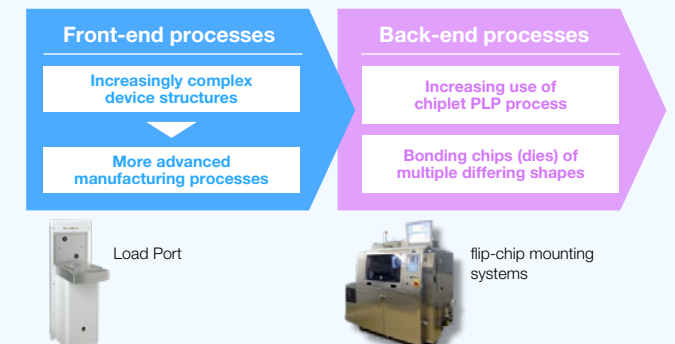 Front-end processes
Increasingly complex
device structures
More advanced
manufacturing processes
Back-end processes
Increasing use of
chiplet PLP process
Bonding chips (dies) of
multiple differing shapes
Load Port
flip-chip mounting
systems